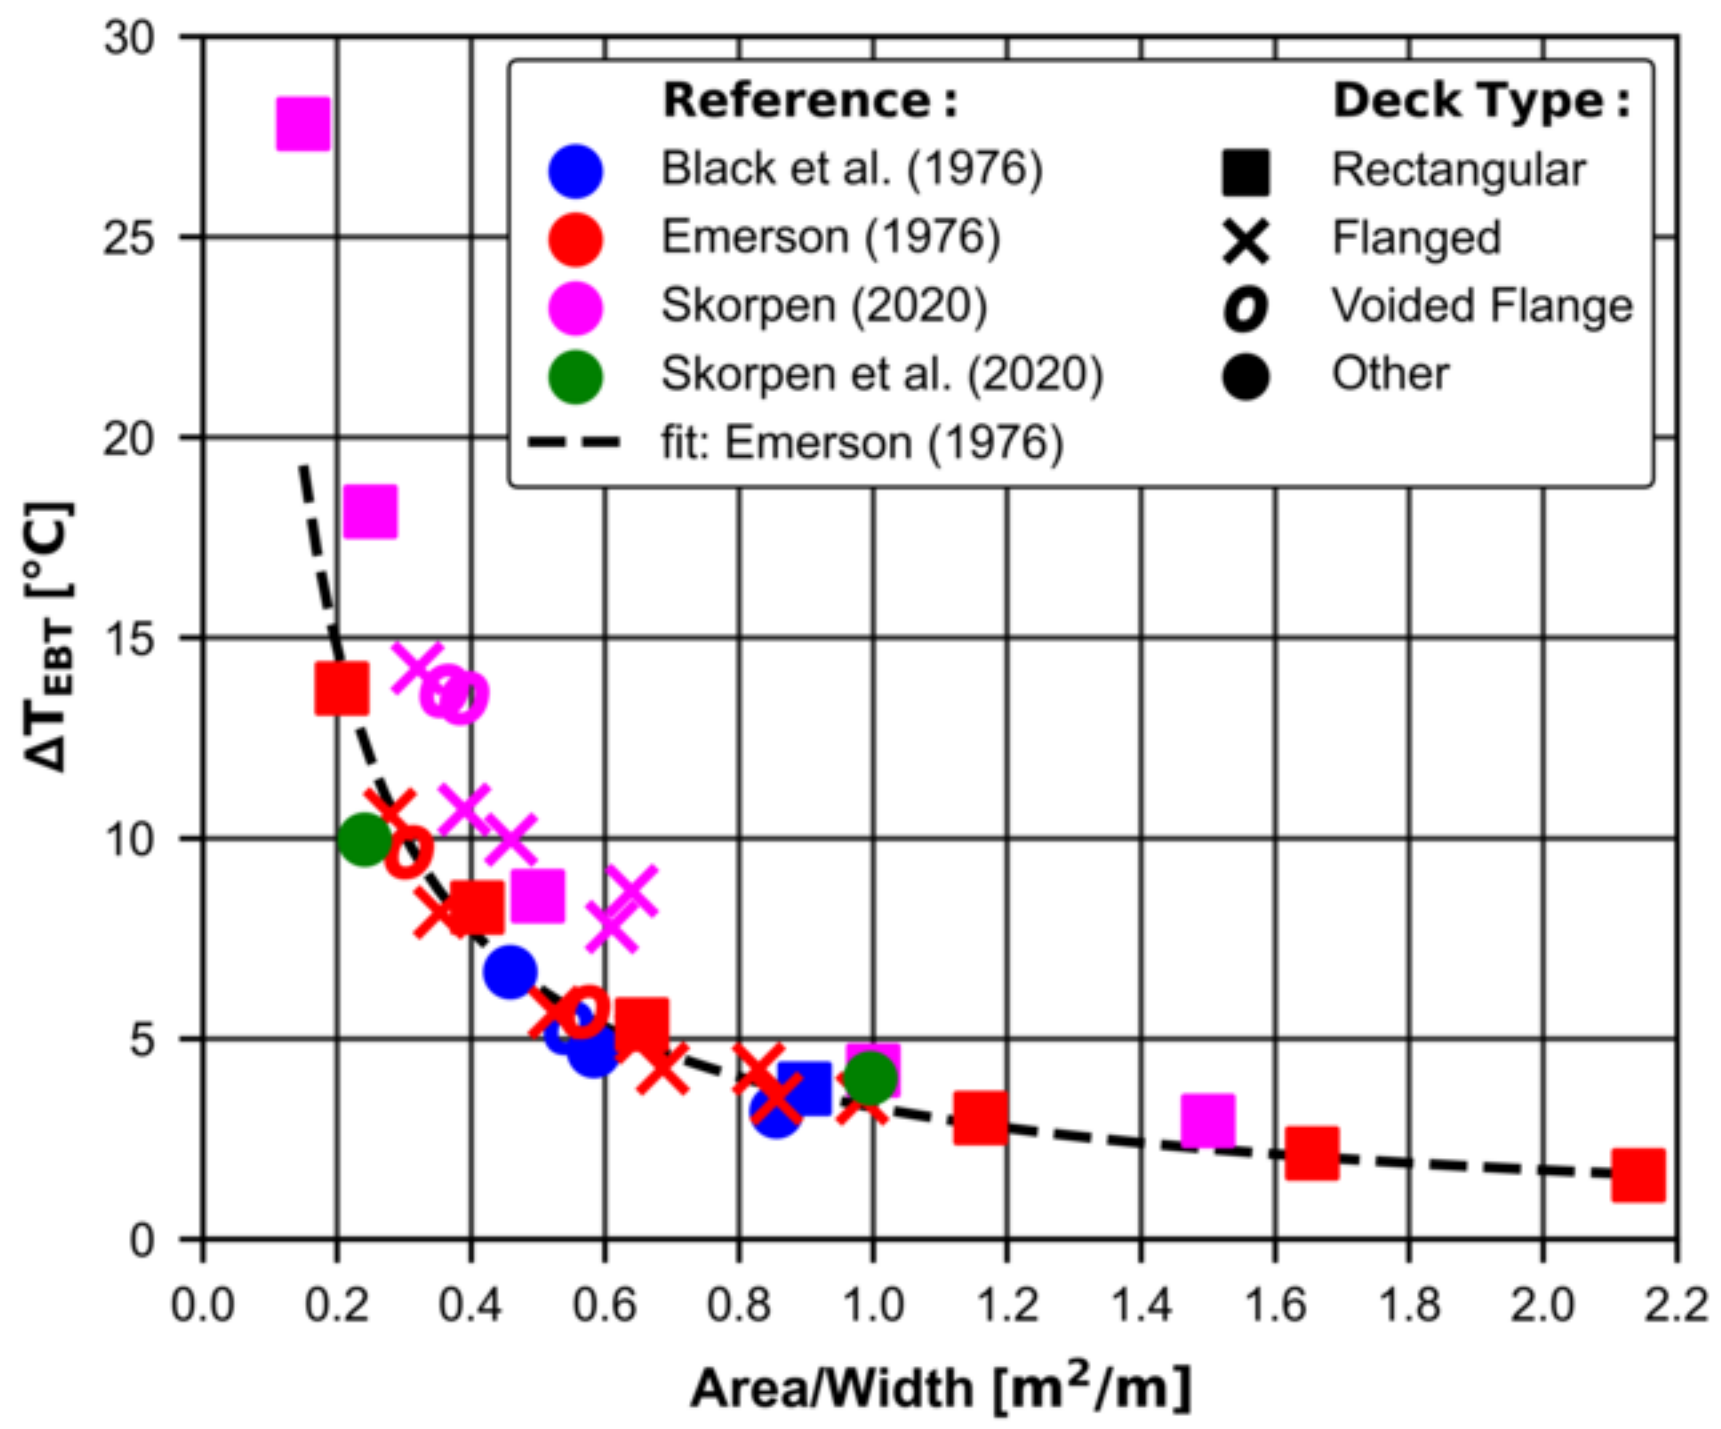 30
25
20
15
10
5
0
ΔT_EBT [°C]
Reference:
Black et al. (1976)
Emerson (1976)
Skorpen (2020)
Skorpen et al. (2020)
fit: Emerson (1976)
Deck Type:
Rectangular
Flanged
Voided Flange
Other
0.0 0.2 0.4 0.6 0.8 1.0 1.2 1.4 1.6 1.8 2.0 2.2
Area/Width [m²/m]